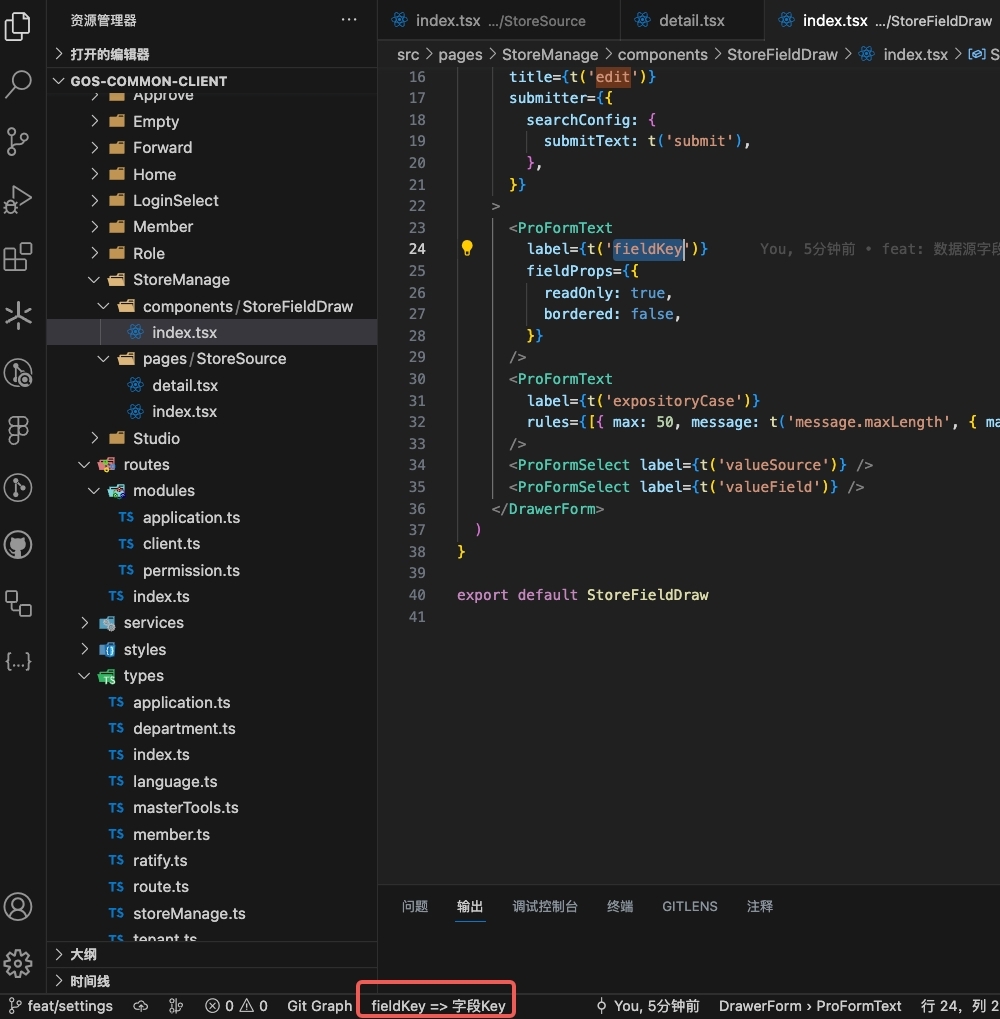 资源管理器
打开的编辑器
GOS-COMMON-CLIENT
Approve
Empty
Forward
Home
LoginSelect
Member
Role
StoreManage
components/StoreFieldDraw
index.tsx
pages/StoreSource
detail.tsx
index.tsx
Studio
routes
modules
TS application.ts
TS client.ts
TS permission.ts
TS index.ts
services
styles
types
TS application.ts
TS department.ts
TS index.ts
TS language.ts
TS masterTools.ts
TS member.ts
TS ratify.ts
TS route.ts
TS storeManage.ts
TS tenant.ts
大纲
时间线
index.tsx .../StoreSource
detail.tsx
index.tsx .../StoreFieldDraw
src > pages > StoreManage > components > StoreFieldDraw > index.tsx > S
16 title={t('edit')}
17 submitter={{
18 searchConfig: {
19 submitText: t('submit'),
20 },
21 }}
22 >
23 <ProFormText
24 label={t('fieldKey')} You, 5分钟前 • feat: 数据源字段
25 fieldProps={{
26 readOnly: true,
27 bordered: false,
28 }}
29 />
30 <ProFormText
31 label={t('expositoryCase')}
32 rules={[{ max: 50, message: t('message.maxLength', { ma
33 />
34 <ProFormSelect label={t('valueSource')} />
35 <ProFormSelect label={t('valueField')} />
36 </DrawerForm>
37 )
38 }
39
40 export default StoreFieldDraw
41
问题 输出 调试控制台 终端 GITLENS 注释
feat/settings 0 0 Git Graph fieldKey => 字段Key You, 5分钟前 DrawerForm › ProFormText 行 24，列 2